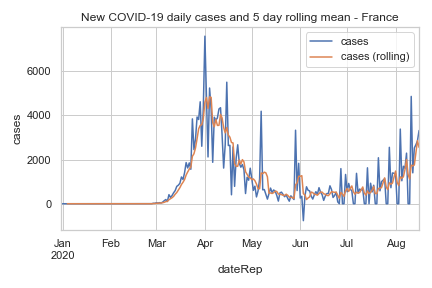 New COVID-19 daily cases and 5 day rolling mean - France
cases
cases (rolling)
6000
4000
2000
0
cases
Jan Feb Mar Apr May Jun Jul Aug
2020
dateRep